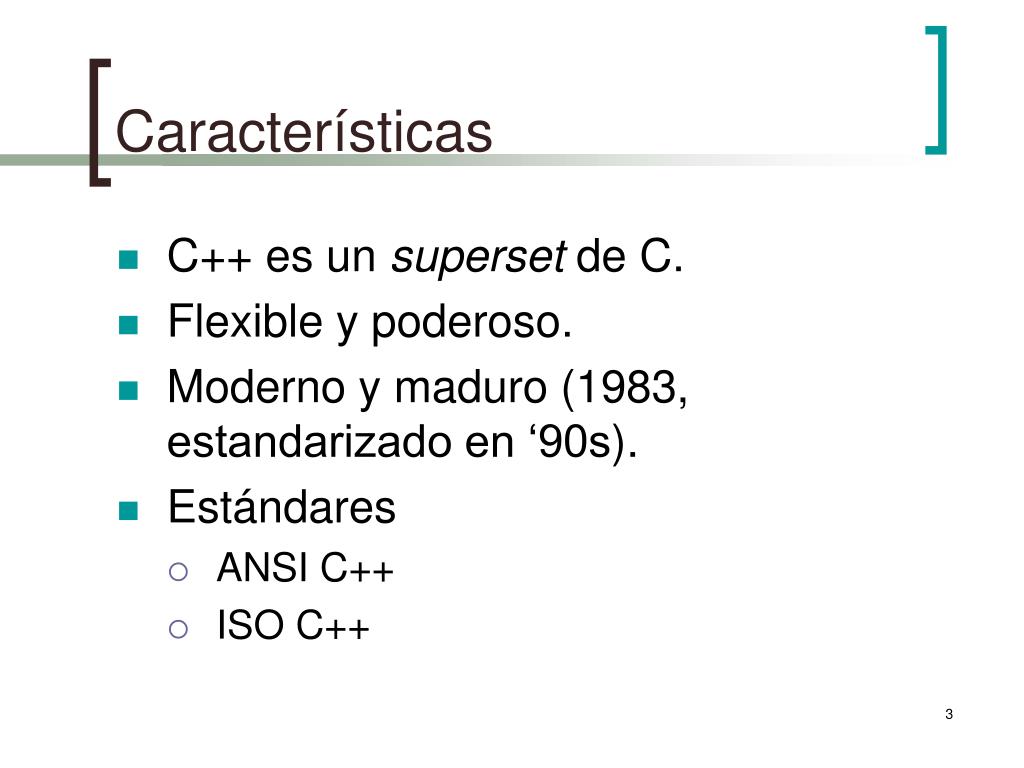 Características
C++ es un superset de C.
Flexible y poderoso.
Moderno y maduro (1983,
estandarizado en ‘90s).
Estándares
ANSI C++
ISO C++
3